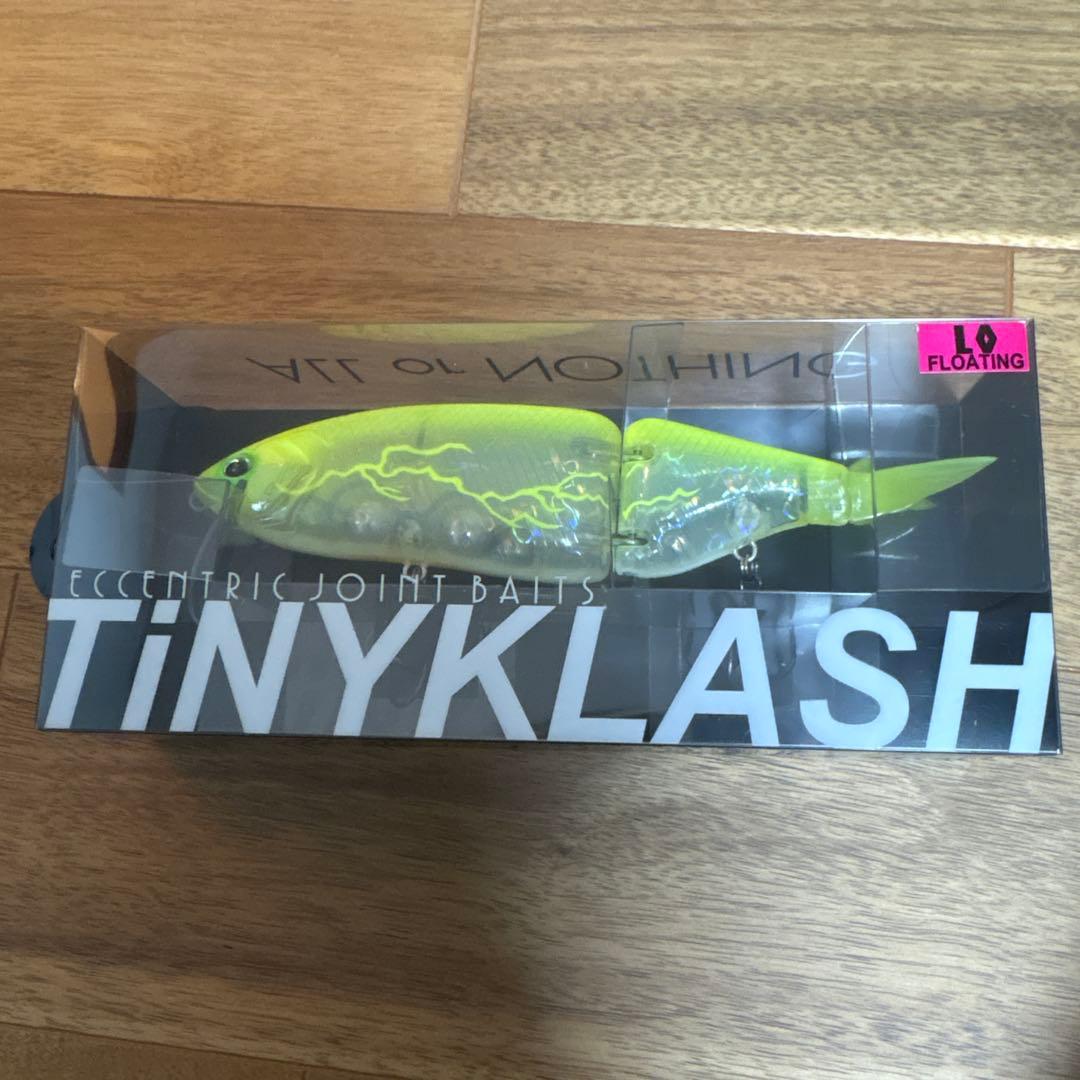 ALL or NOTHING
LO
FLOATING
ECCENTRIC JOINT BAITS
TiNYKLASH